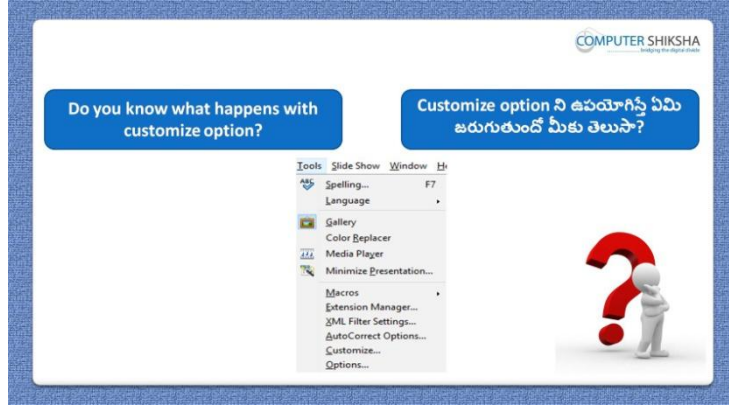 COMPUTER SHIKSHA
bridging the digital divide
Do you know what happens with
customize option?
Customize option ని ఉపయోగిస్తే ఏమి
జరుగుతుందో మీకు తెలుసా?
Tools Slide Show Window He
ABC Spelling... F7
Language
Gallery
Color Replacer
Media Player
Minimize Presentation...
Macros
Extension Manager...
XML Filter Settings...
AutoCorrect Options...
Customize...
Options...